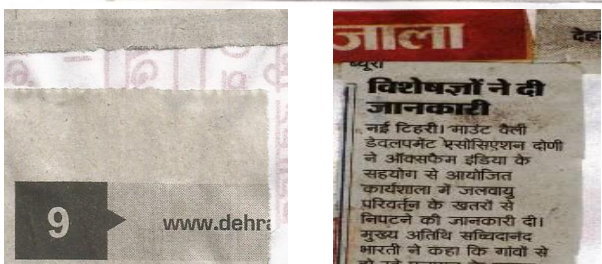 9
www.dehra
जाला
देहर
ब्यूरो
विशेषज्ञों ने दी
जानकारी
नई टिहरी। माउंट वैली
डेवलपमेंट एसोसिएशन दोणी
ने ऑक्सफैम इंडिया के
सहयोग से आयोजित
कार्यशाला में जलवायु
परिवर्तन के खतरों से
निपटने की जानकारी दी।
मुख्य अतिथि सच्चिदानंद
भारती ने कहा कि गांवों से